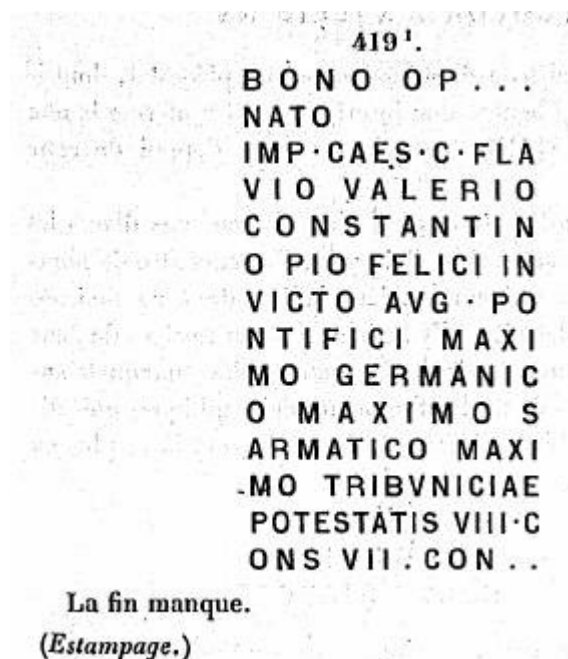 419¹.
BONO OP...
NATO
IMP·CAES·C·FLA
VIO VALERIO
CONSTANTIN
O PIO FELICI IN
VICTO AVG·PO
NTIFICI MAXI
MO GERMANIC
O MAXIMOS
ARMATICO MAXI
MO TRIBVNICIAE
POTESTATIS VIII·C
ONS VII.CON..
La fin manque.
(Estampage.)